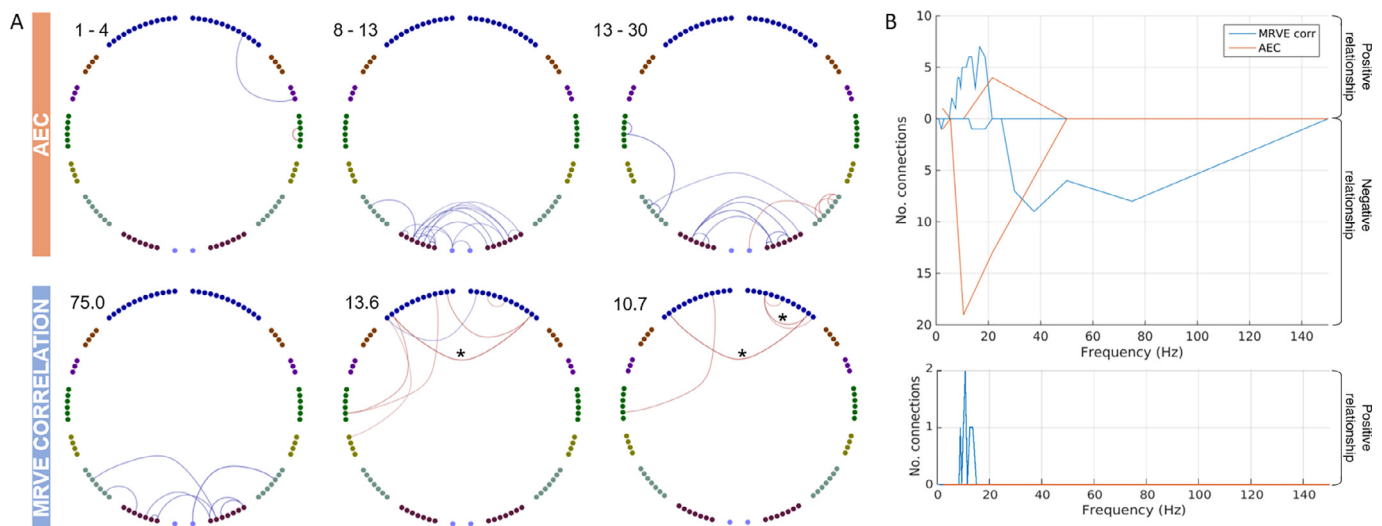 A
AEC
1 - 4
8 - 13
13 - 30
MRVE CORRELATION
75.0
13.6
10.7
*
*
*
B
10
5
0
5
10
15
20
No. connections
MRVE corr
AEC
Positive
relationship
Negative
relationship
0
20
40
60
80
100
120
140
Frequency (Hz)
2
1
0
No. connections
Positive
relationship
0
20
40
60
80
100
120
140
Frequency (Hz)